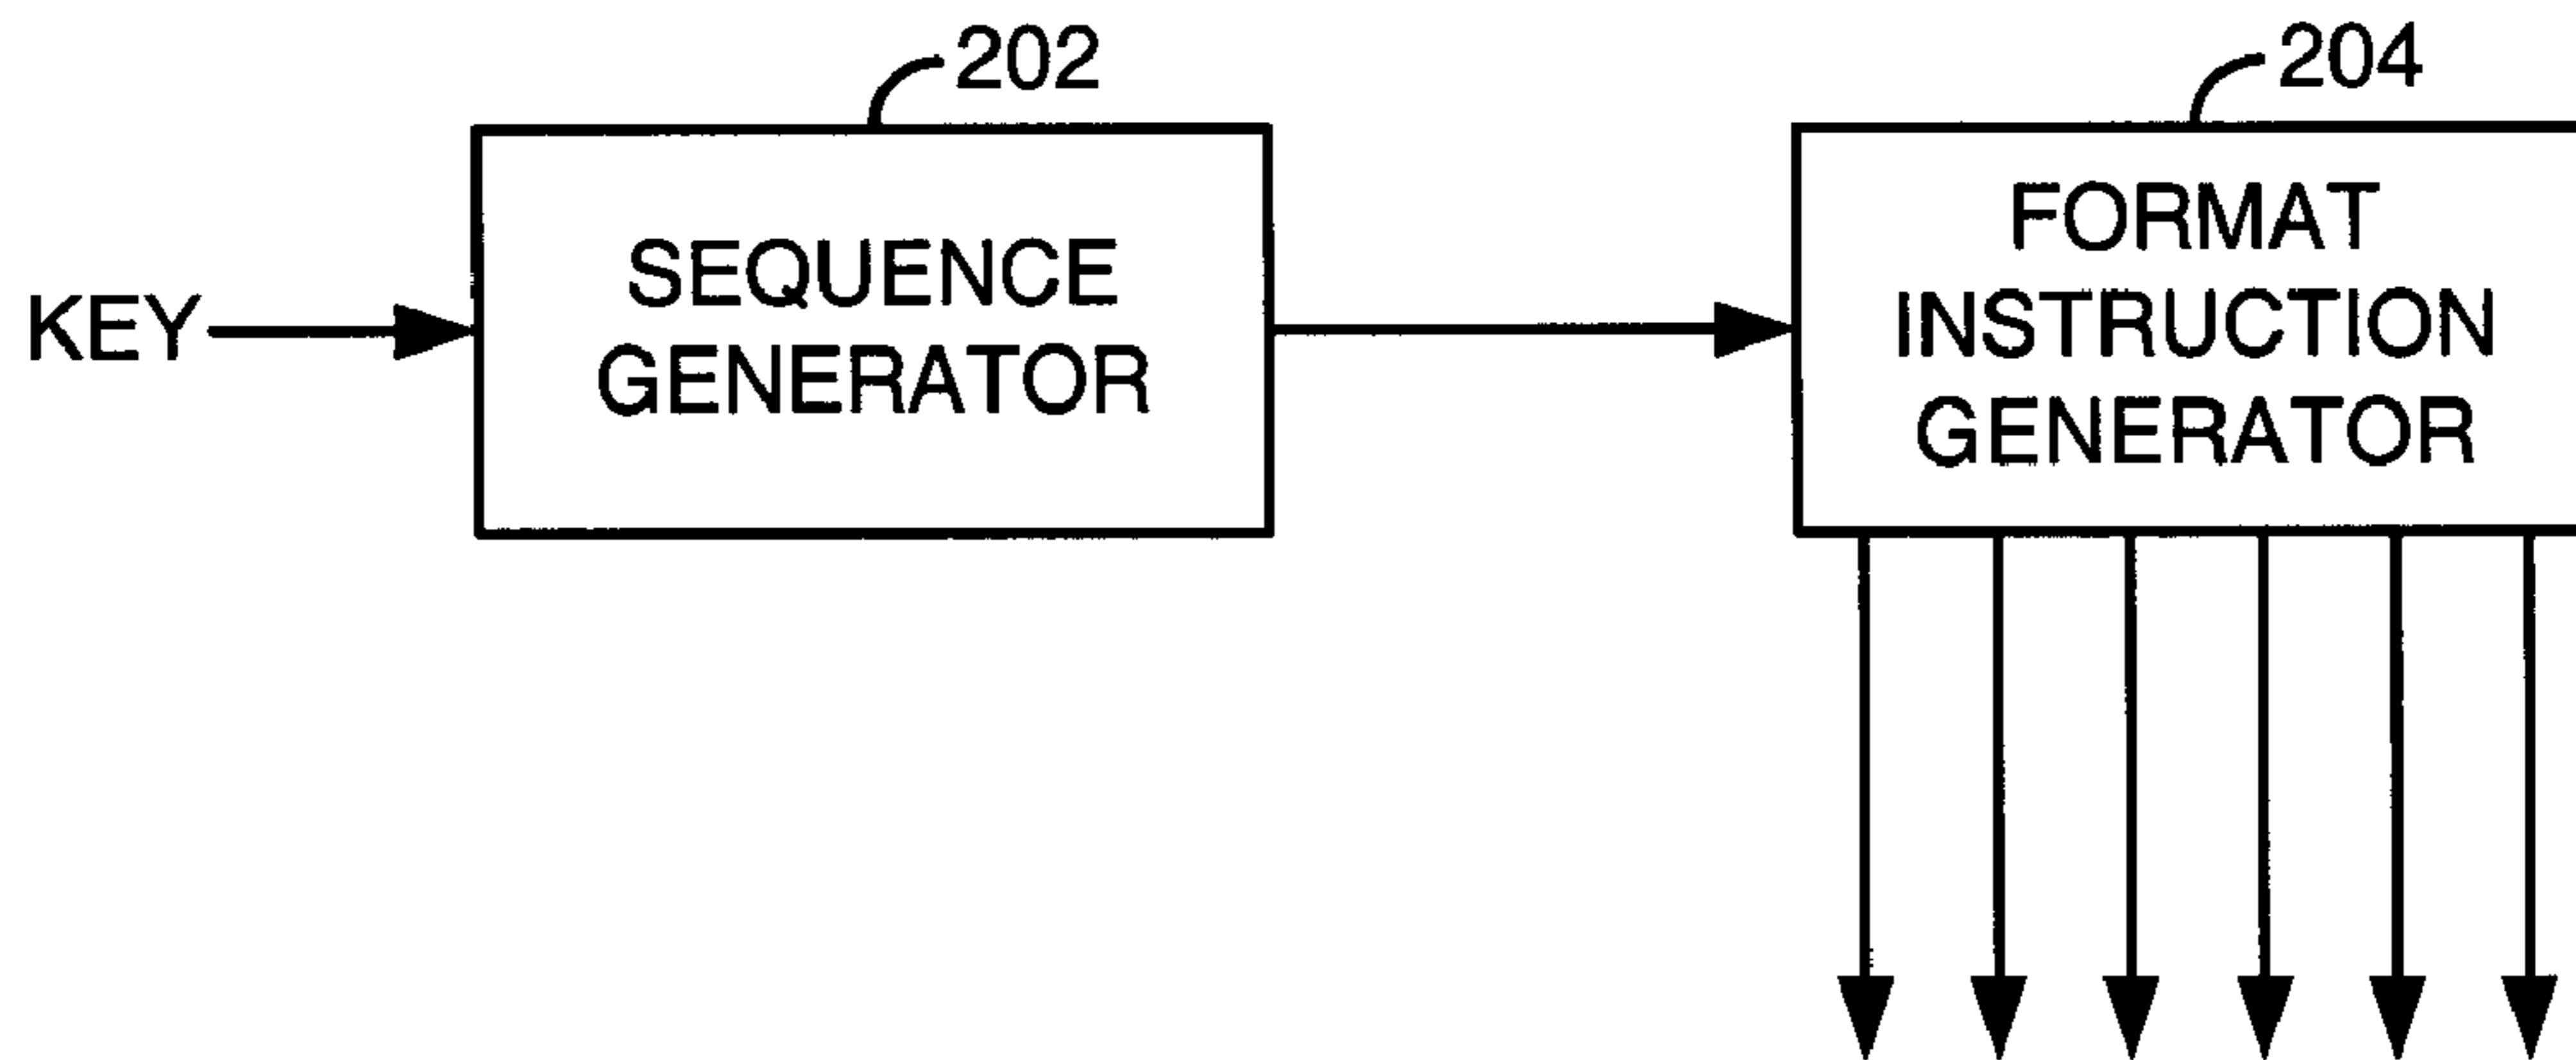 202
204
KEY
SEQUENCE
GENERATOR
FORMAT
INSTRUCTION
GENERATOR